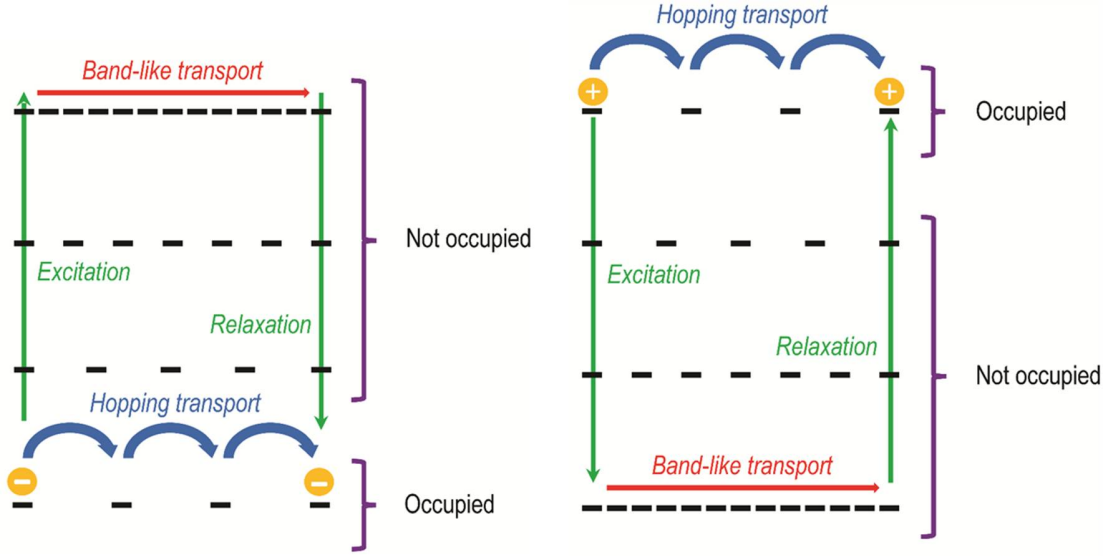 Band-like transport
Not occupied
Excitation
Relaxation
Hopping transport
−
−
Occupied
Hopping transport
+
+
Occupied
Excitation
Relaxation
Not occupied
Band-like transport